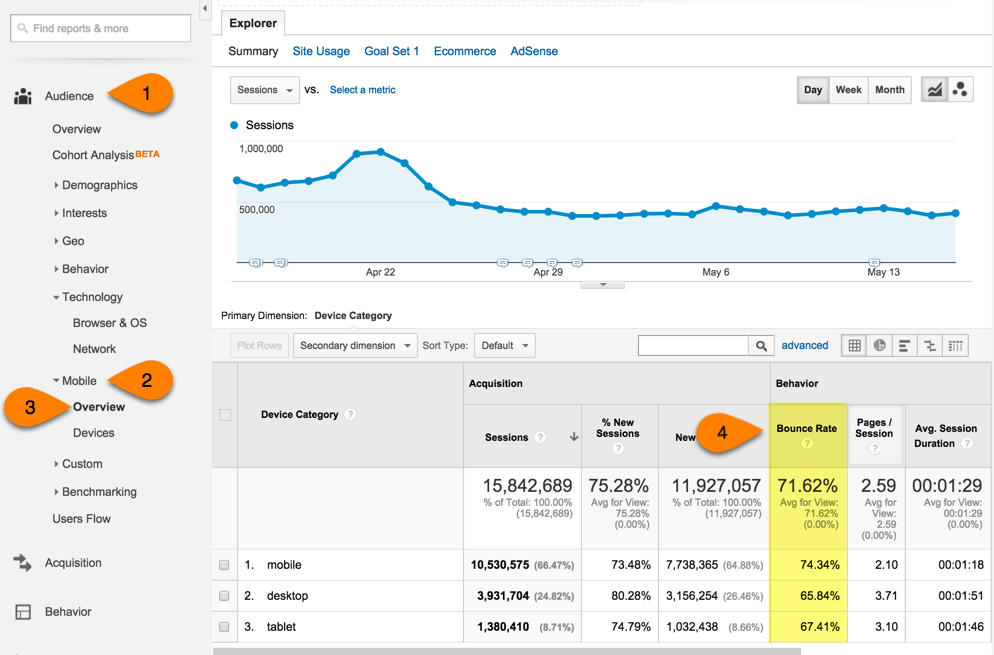 Find reports & more
Audience
1
Overview
Cohort Analysis BETA
Demographics
Interests
Geo
Behavior
Technology
Browser & OS
Network
Mobile
2
3
Overview
Devices
Custom
Benchmarking
Users Flow
Acquisition
Behavior
Explorer
Summary Site Usage Goal Set 1 Ecommerce AdSense
Sessions vs. Select a metric
Day Week Month
Sessions
1,000,000
500,000
Apr 22 Apr 29 May 6 May 13
Primary Dimension: Device Category
Plot Rows Secondary dimension Sort Type: Default advanced
Acquisition Behavior
Device Category ?
Sessions ?
% New
Sessions
?
New
4
Bounce Rate
?
Pages /
Session
?
Avg. Session
Duration ?
15,842,689
% of Total: 100.00%
(15,842,689)
75.28%
Avg for View:
75.28%
(0.00%)
11,927,057
% of Total: 100.00%
(11,927,057)
71.62%
Avg for View:
71.62%
(0.00%)
2.59
Avg for
View:
2.59
(0.00%)
00:01:29
Avg for View:
00:01:29
(0.00%)
1. mobile 10,530,575 (66.47%) 73.48% 7,738,365 (64.88%) 74.34% 2.10 00:01:18
2. desktop 3,931,704 (24.82%) 80.28% 3,156,254 (26.46%) 65.84% 3.71 00:01:51
3. tablet 1,380,410 (8.71%) 74.79% 1,032,438 (8.66%) 67.41% 3.10 00:01:46